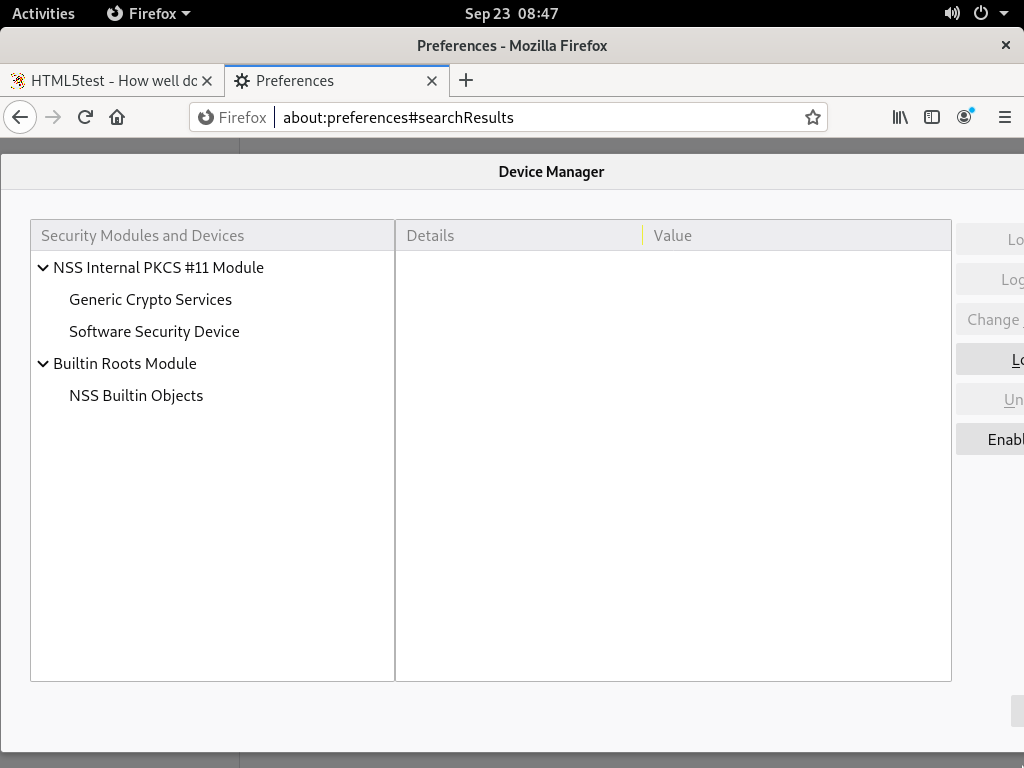 Activities Firefox Sep 23 08:47
Preferences - Mozilla Firefox
HTML5test - How well do Preferences
Firefox about:preferences#searchResults
Device Manager
Security Modules and Devices Details Value
NSS Internal PKCS #11 Module
Generic Crypto Services
Software Security Device
Builtin Roots Module
NSS Builtin Objects
Lo
Log
Change
Lo
Un
Enabl